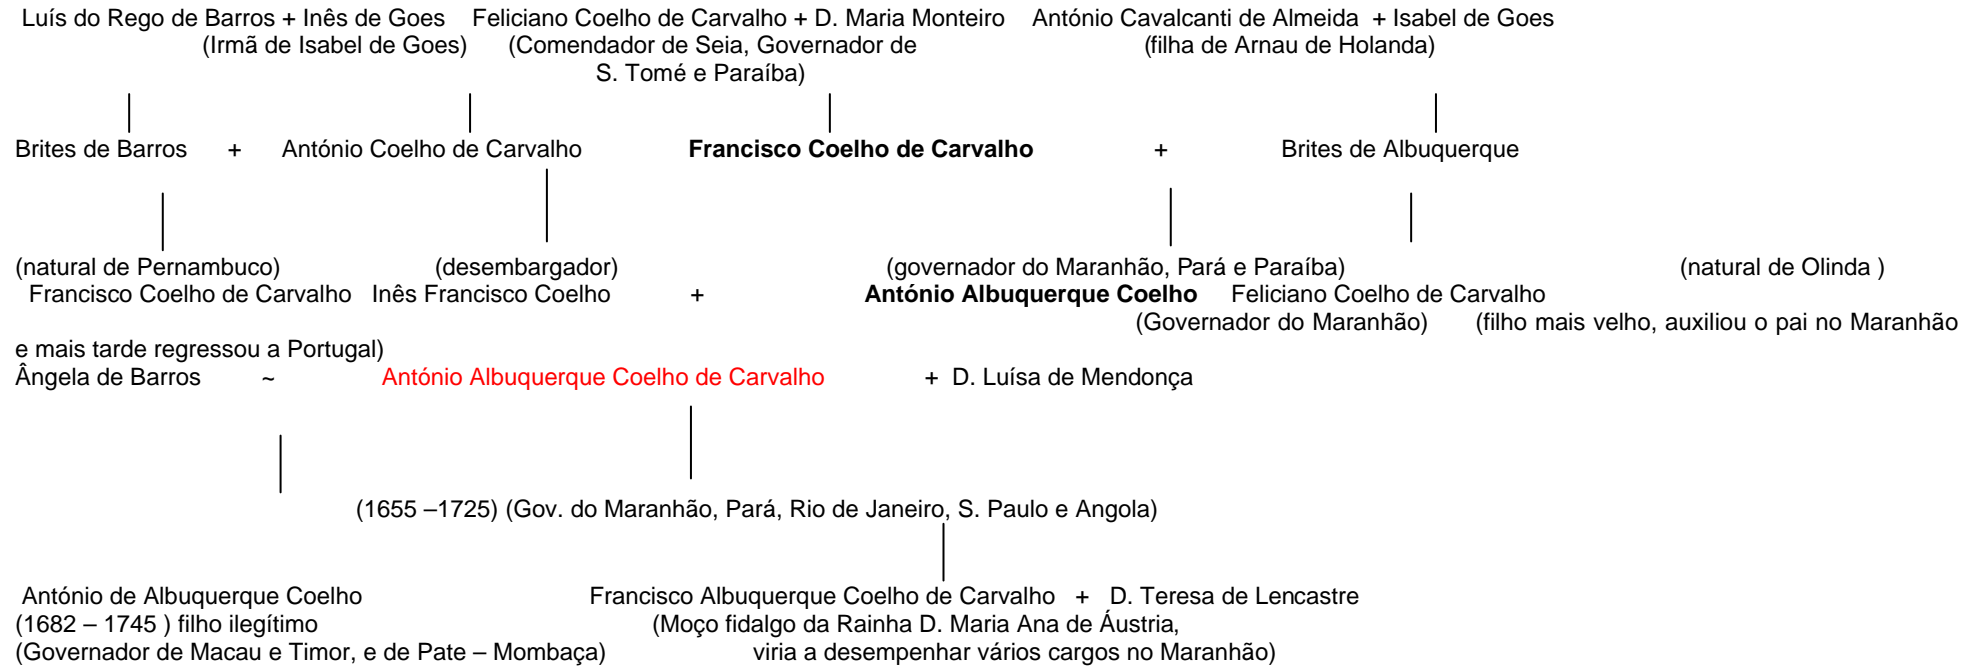 Luís do Rego de Barros + Inês de Goes Feliciano Coelho de Carvalho + D. Maria Monteiro António Cavalcanti de Almeida + Isabel de Goes
(Irmã de Isabel de Goes) (Comendador de Seia, Governador de (filha de Arnau de Holanda)
S. Tomé e Paraíba)
Brites de Barros + António Coelho de Carvalho Francisco Coelho de Carvalho + Brites de Albuquerque
(natural de Pernambuco) (desembargador) (governador do Maranhão, Pará e Paraíba) (natural de Olinda )
Francisco Coelho de Carvalho Inês Francisco Coelho + António Albuquerque Coelho Feliciano Coelho de Carvalho
(Governador do Maranhão) (filho mais velho, auxiliou o pai no Maranhão
e mais tarde regressou a Portugal)
Ângela de Barros ~ António Albuquerque Coelho de Carvalho + D. Luísa de Mendonça
(1655 –1725) (Gov. do Maranhão, Pará, Rio de Janeiro, S. Paulo e Angola)
António de Albuquerque Coelho Francisco Albuquerque Coelho de Carvalho + D. Teresa de Lencastre
(1682 – 1745 ) filho ilegítimo (Moço fidalgo da Rainha D. Maria Ana de Áustria,
(Governador de Macau e Timor, e de Pate – Mombaça) viria a desempenhar vários cargos no Maranhão)